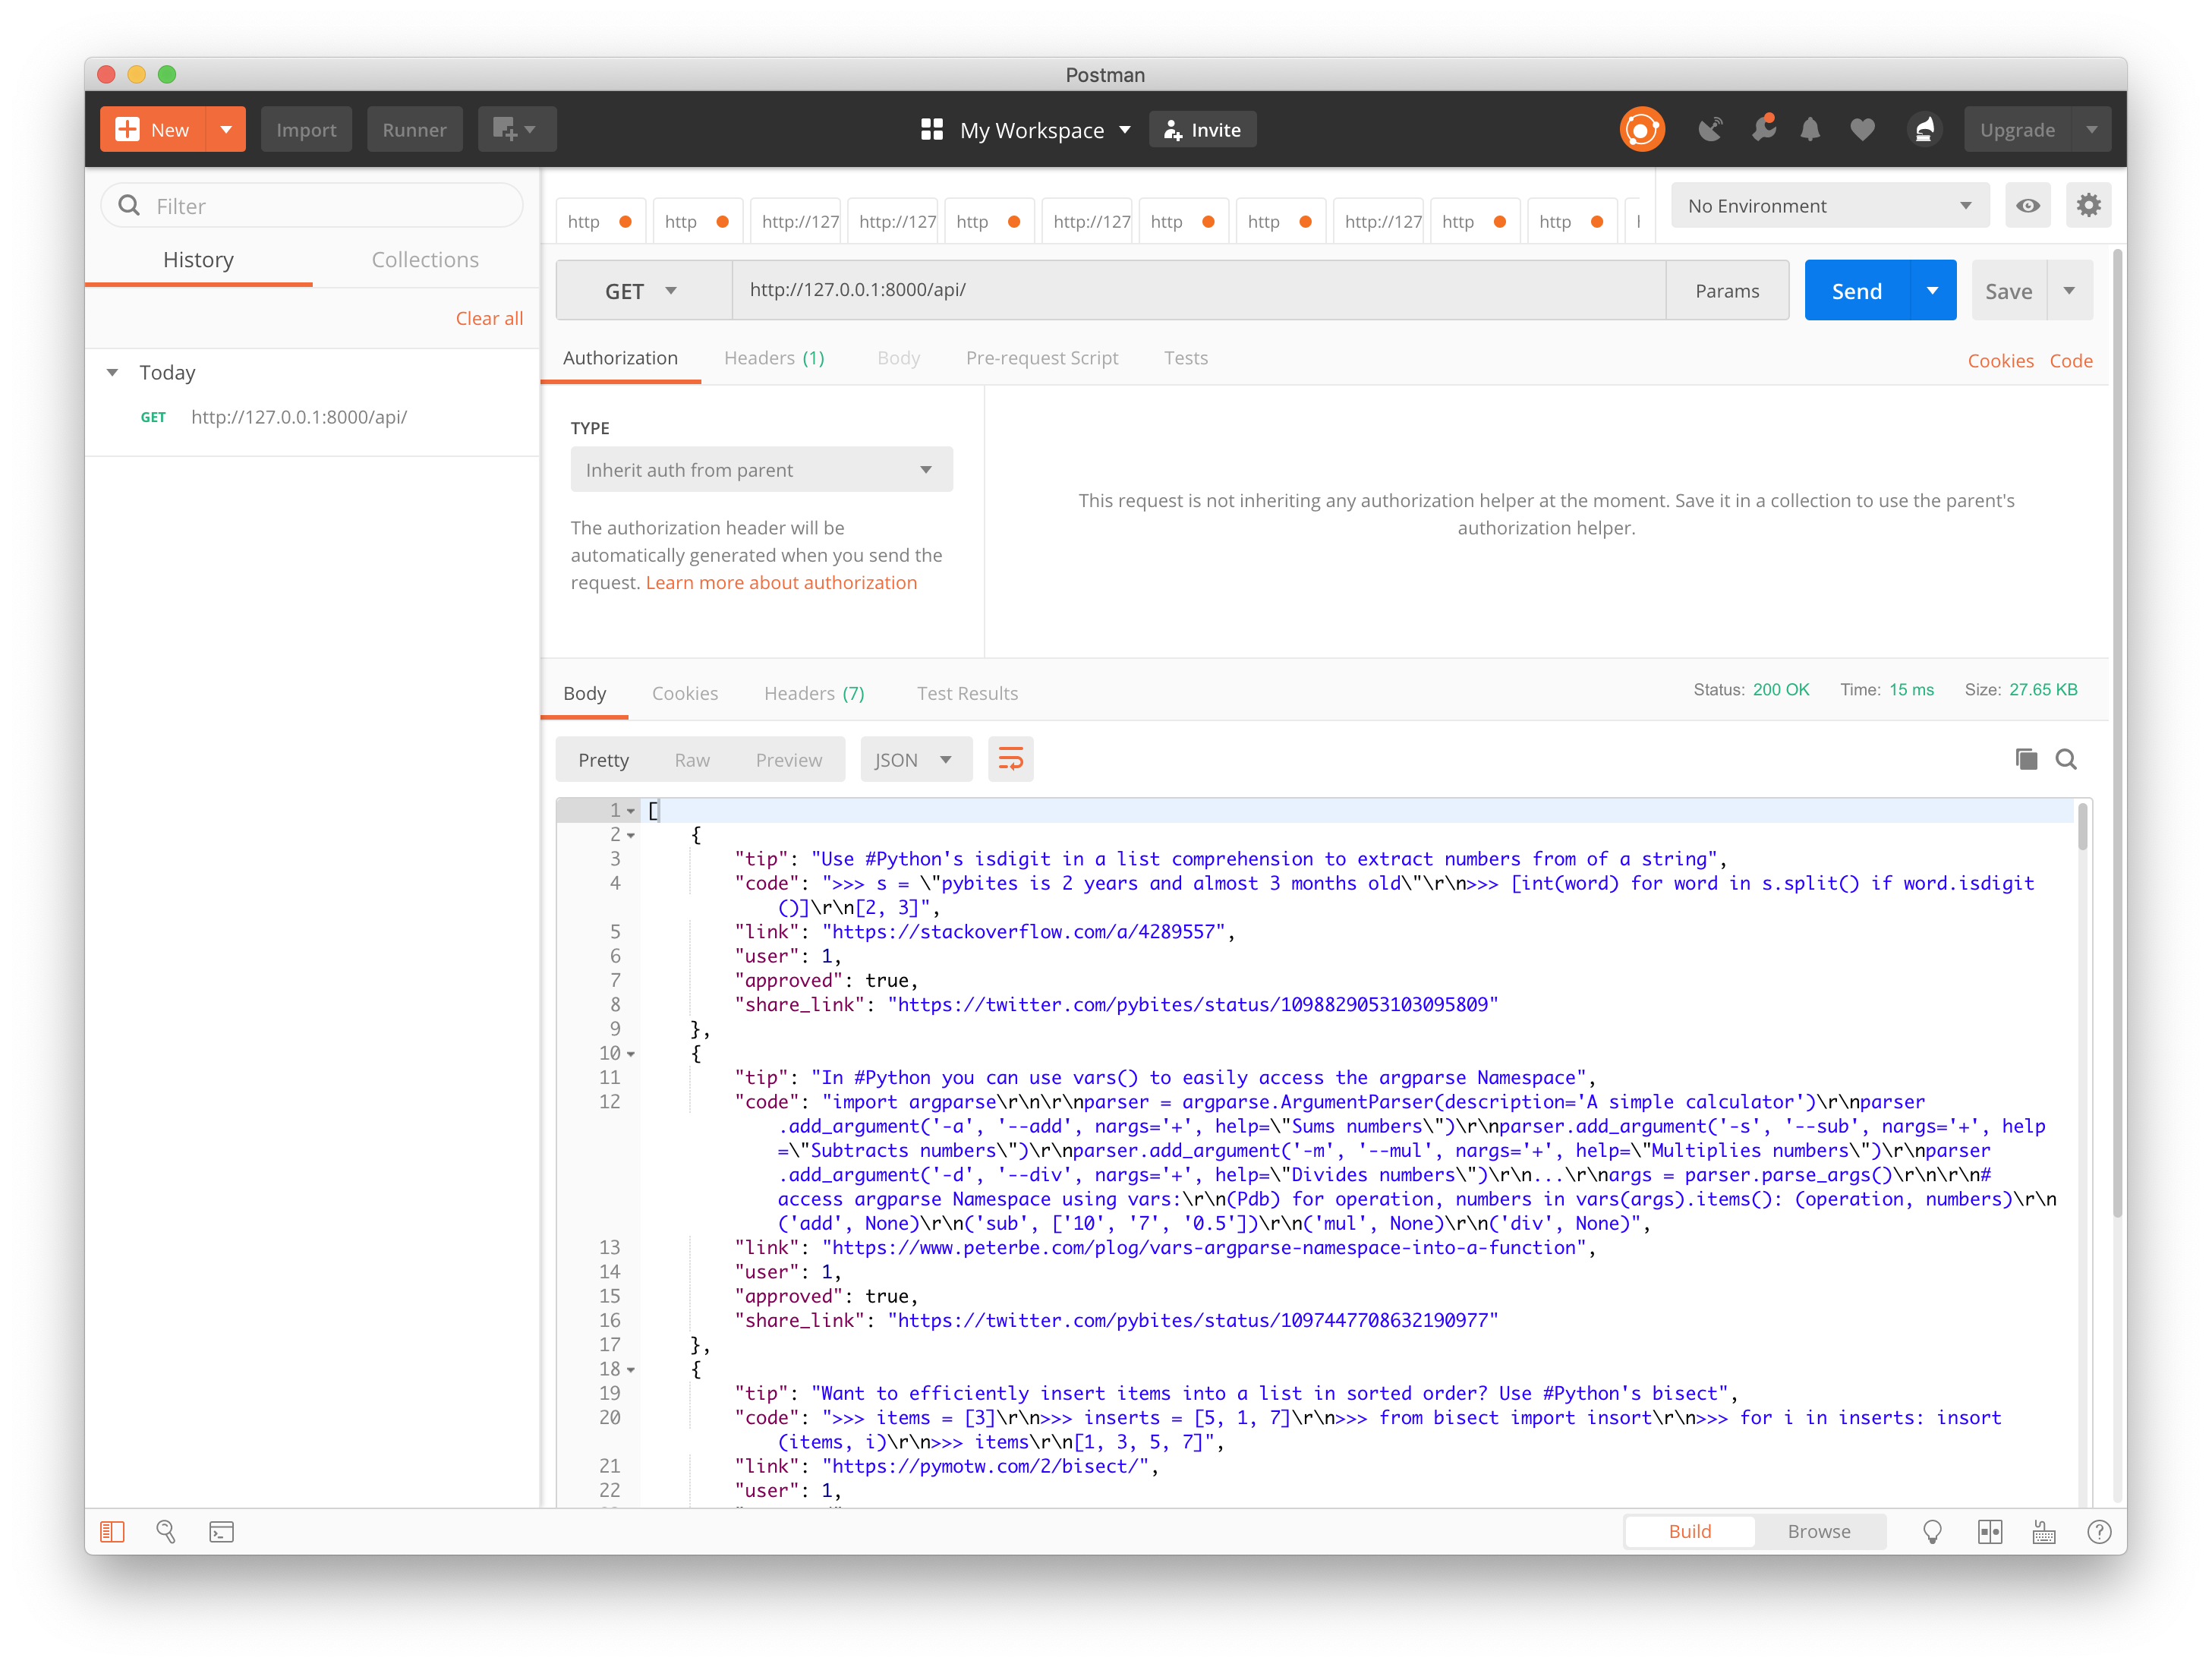 Postman
New
Import
Runner
My Workspace
Invite
Upgrade
Filter
History
Collections
Clear all
Today
GET http://127.0.0.1:8000/api/
http
http
http://127
http://127
http
http://127
http
http
http://127
http
http
No Environment
GET
http://127.0.0.1:8000/api/
Params
Send
Save
Authorization
Headers (1)
Body
Pre-request Script
Tests
Cookies
Code
TYPE
Inherit auth from parent
The authorization header will be
automatically generated when you send the
request. Learn more about authorization
This request is not inheriting any authorization helper at the moment. Save it in a collection to use the parent's
authorization helper.
Body
Cookies
Headers (7)
Test Results
Status: 200 OK
Time: 15 ms
Size: 27.65 KB
Pretty
Raw
Preview
JSON
1 [
2 {
3 "tip": "Use #Python's isdigit in a list comprehension to extract numbers from of a string",
4 "code": ">>> s = \"pybites is 2 years and almost 3 months old\"\r\n>>> [int(word) for word in s.split() if word.isdigit
()]\r\n[2, 3]",
5 "link": "https://stackoverflow.com/a/4289557",
6 "user": 1,
7 "approved": true,
8 "share_link": "https://twitter.com/pybites/status/1098829053103095809"
9 },
10 {
11 "tip": "In #Python you can use vars() to easily access the argparse Namespace",
12 "code": "import argparse\r\n\r\nparser = argparse.ArgumentParser(description='A simple calculator')\r\nparser
.add_argument('-a', '--add', nargs='+', help=\"Sums numbers\")\r\nparser.add_argument('-s', '--sub', nargs='+', help
=\"Subtracts numbers\")\r\nparser.add_argument('-m', '--mul', nargs='+', help=\"Multiplies numbers\")\r\nparser
.add_argument('-d', '--div', nargs='+', help=\"Divides numbers\")\r\n...\r\nargs = parser.parse_args()\r\n\r\n#
access argparse Namespace using vars:\r\n(Pdb) for operation, numbers in vars(args).items(): (operation, numbers)\r\n
('add', None)\r\n('sub', ['10', '7', '0.5'])\r\n('mul', None)\r\n('div', None)",
13 "link": "https://www.peterbe.com/plog/vars-argparse-namespace-into-a-function",
14 "user": 1,
15 "approved": true,
16 "share_link": "https://twitter.com/pybites/status/1097447708632190977"
17 },
18 {
19 "tip": "Want to efficiently insert items into a list in sorted order? Use #Python's bisect",
20 "code": ">>> items = [3]\r\n>>> inserts = [5, 1, 7]\r\n>>> from bisect import insort\r\n>>> for i in inserts: insort
(items, i)\r\n>>> items\r\n[1, 3, 5, 7]",
21 "link": "https://pymotw.com/2/bisect/",
22 "user": 1,
Build
Browse